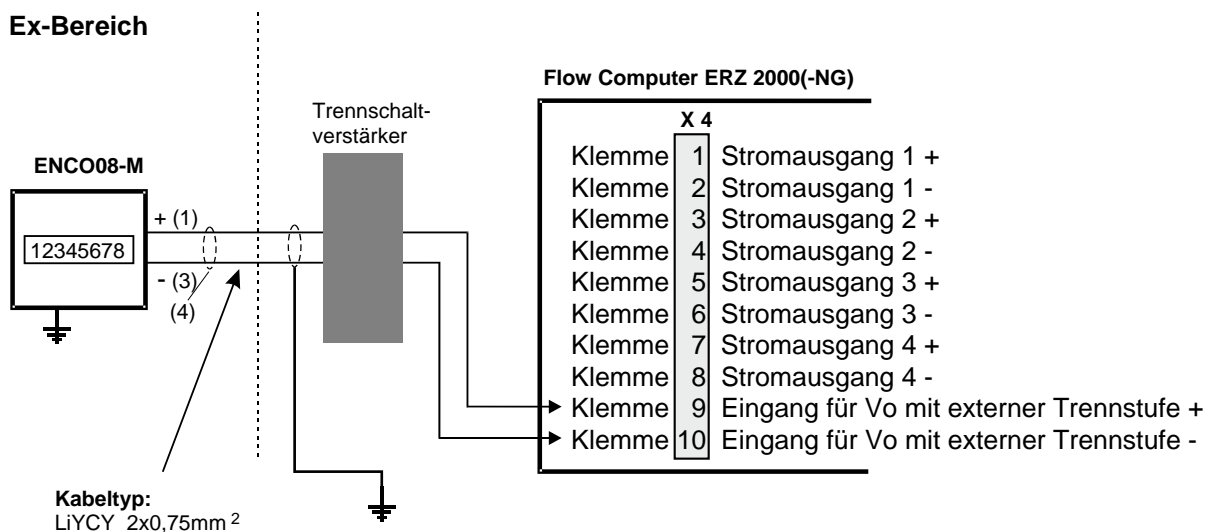 Ex-Bereich
Flow Computer ERZ 2000(-NG)
Trennschalt-
verstärker
X 4
ENCO08-M
12345678
+ (1)
- (3)
(4)
Klemme 1 Stromausgang 1 +
Klemme 2 Stromausgang 1 -
Klemme 3 Stromausgang 2 +
Klemme 4 Stromausgang 2 -
Klemme 5 Stromausgang 3 +
Klemme 6 Stromausgang 3 -
Klemme 7 Stromausgang 4 +
Klemme 8 Stromausgang 4 -
Klemme 9 Eingang für Vo mit externer Trennstufe +
Klemme 10 Eingang für Vo mit externer Trennstufe -
Kabeltyp:
LiYCY 2x0,75mm ²